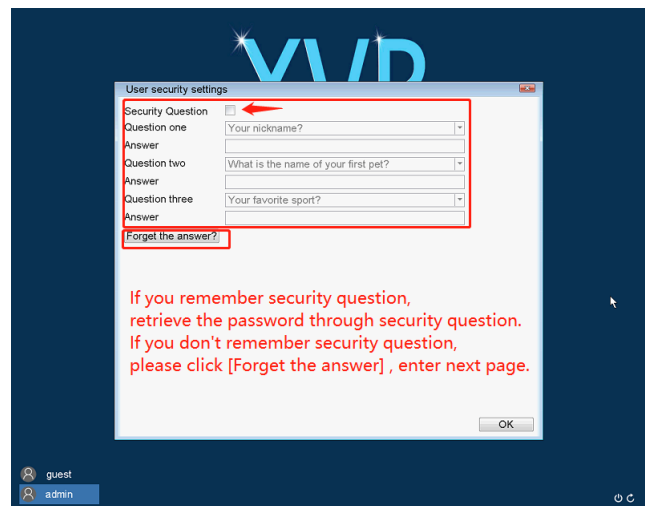 XVR
User security settings
Security Question
Question one Your nickname?
Answer
Question two What is the name of your first pet?
Answer
Question three Your favorite sport?
Answer
Forget the answer?
If you remember security question,
retrieve the password through security question.
If you don't remember security question,
please click [Forget the answer] , enter next page.
OK
guest
admin